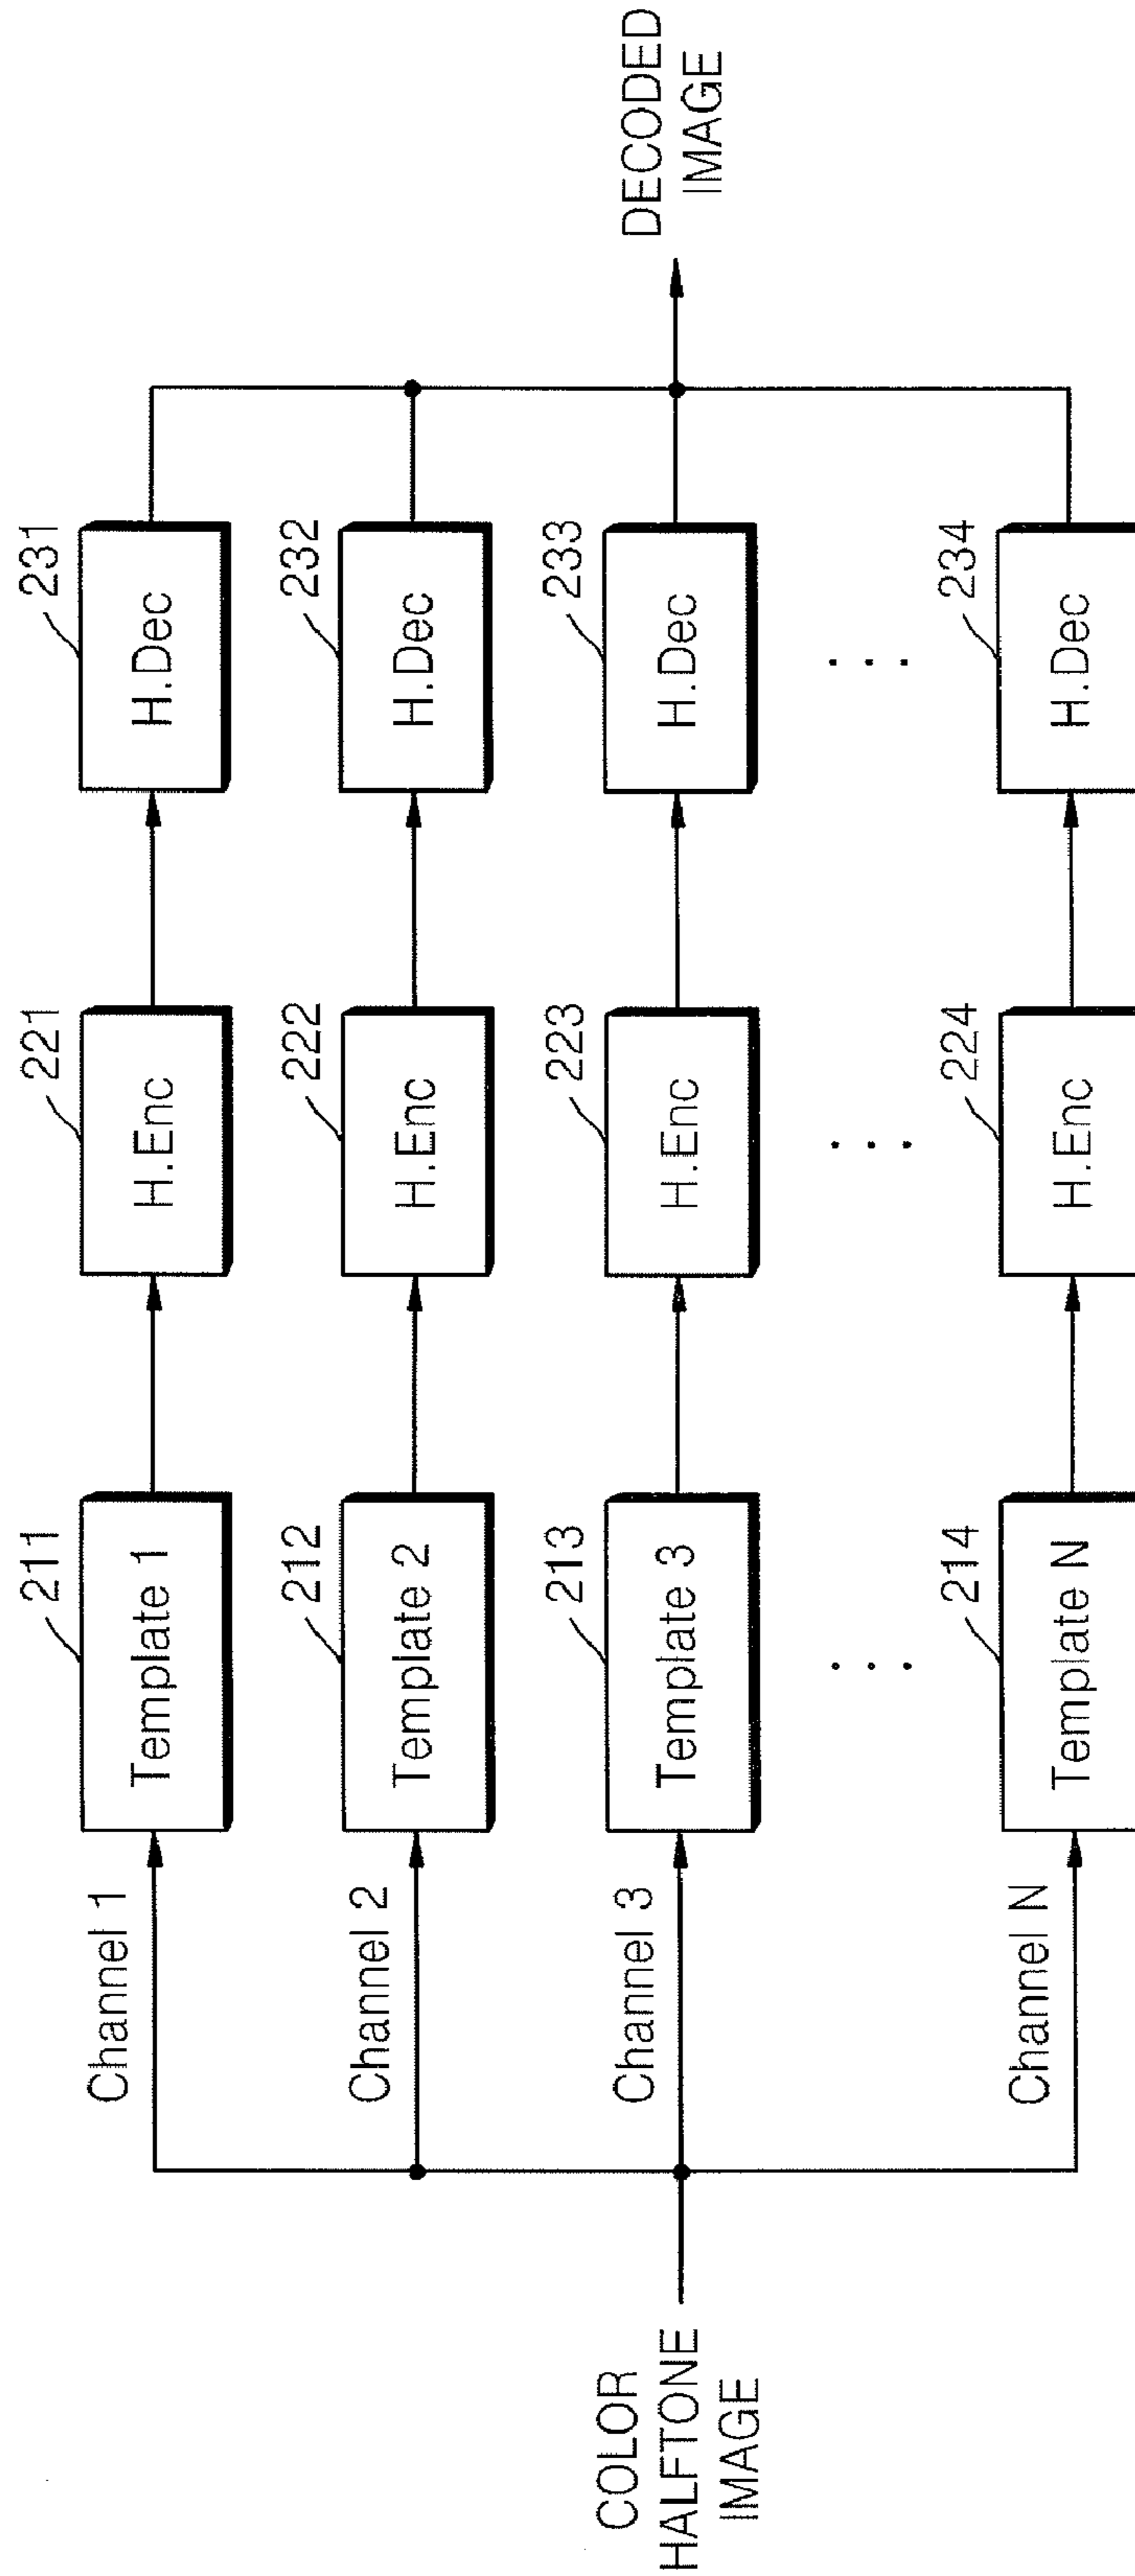 COLOR
HALFTONE
IMAGE
Channel 1
211
Template 1
221
H.Enc
231
H.Dec
Channel 2
212
Template 2
222
H.Enc
232
H.Dec
Channel 3
213
Template 3
223
H.Enc
233
H.Dec
. . .
. . .
. . .
Channel N
214
Template N
224
H.Enc
234
H.Dec
DECODED
IMAGE